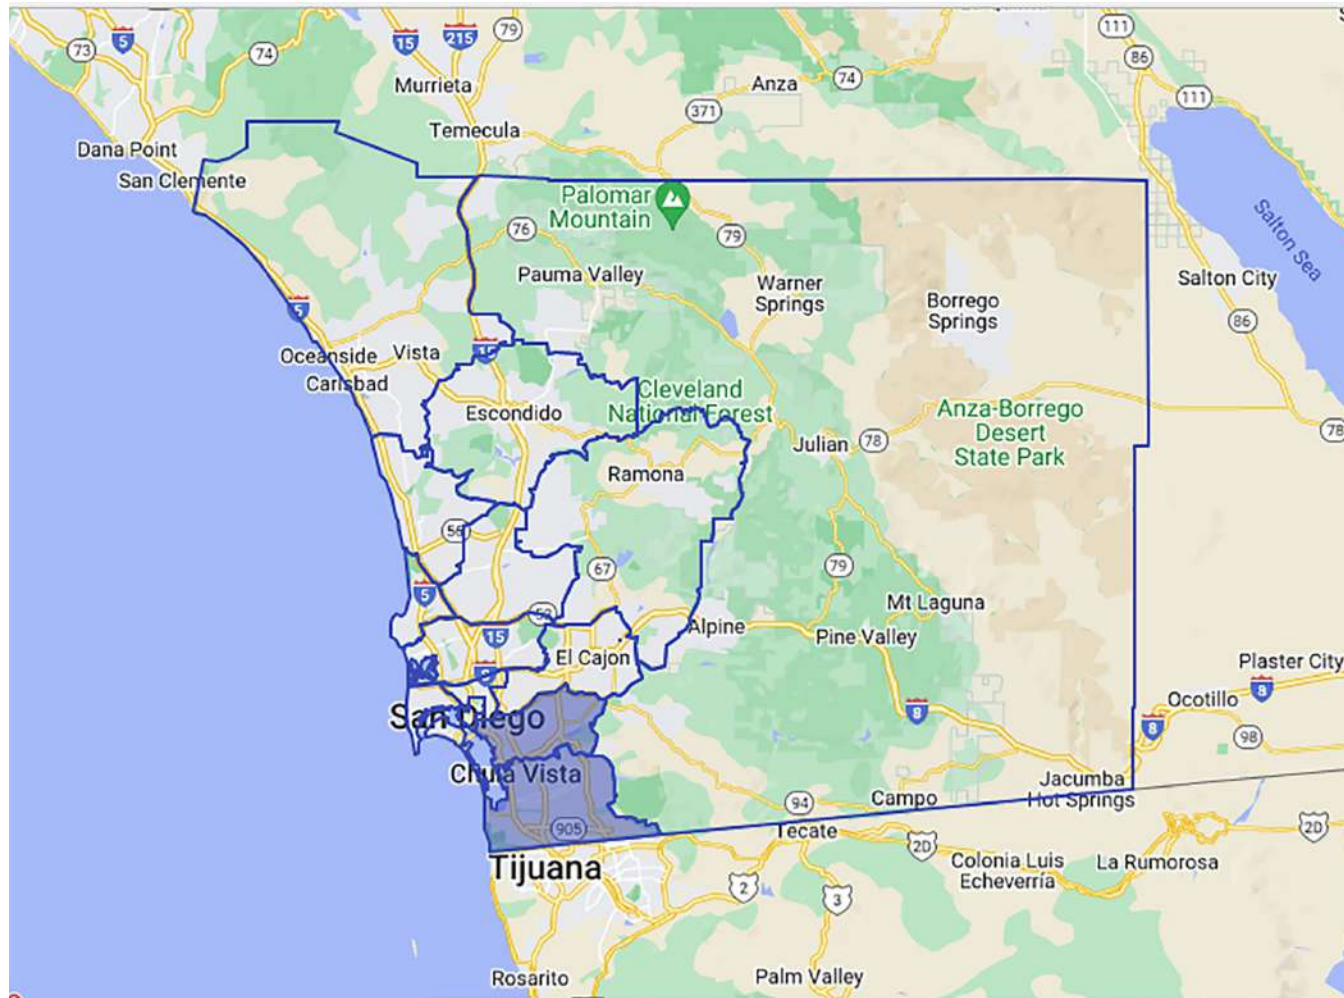 73
5
74
15
215
79
111
86
Murrieta
Anza
74
111
371
Temecula
Dana Point
San Clemente
Palomar
Mountain
76
79
Salton Sea
Pauma Valley
Warner
Springs
Borrego
Springs
Salton City
5
86
Oceanside
Vista
15
Carlsbad
Cleveland
National Forest
Escondido
Anza-Borrego
Desert
State Park
Julian
78
78
Ramona
56
67
79
5
52
Mt Laguna
15
Alpine
Pine Valley
El Cajon
8
Plaster City
8
Ocotillo
San Diego
8
8
98
Chula Vista
Jacumba
Hot Springs
94
Campo
905
Tecate
2D
2D
Tijuana
Colonia Luis
Echeverría
La Rumorosa
2
3
Rosarito
Palm Valley